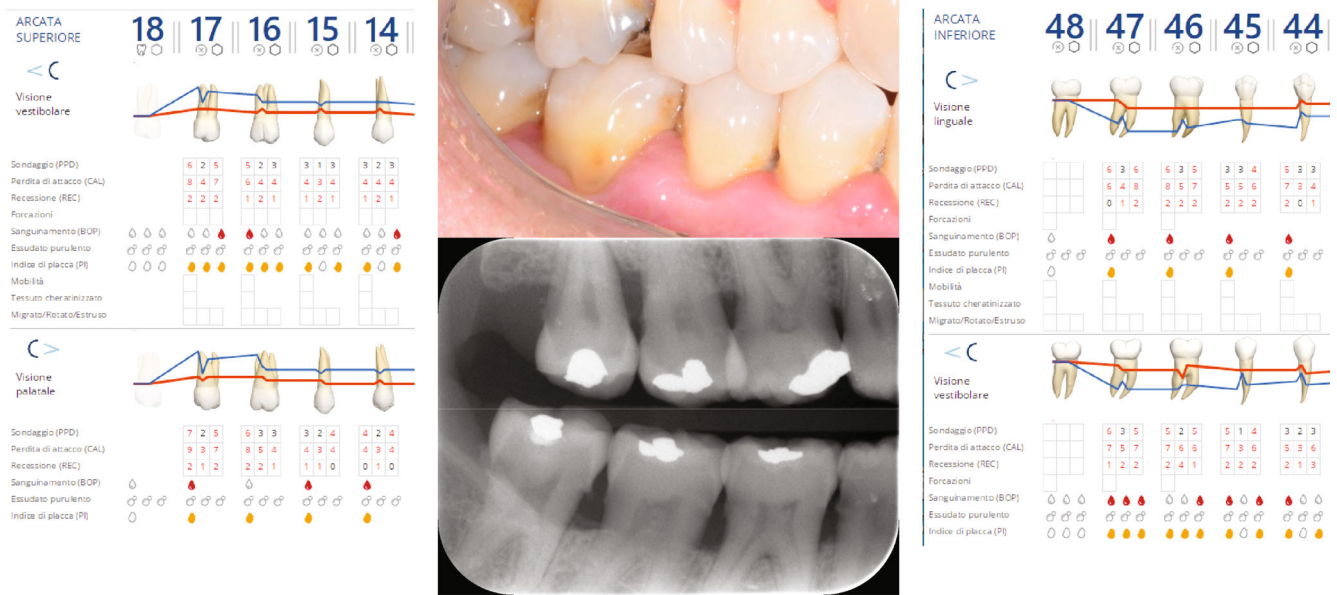 ARCATA
SUPERIORE
18 17 16 15 14
Visione
vestibolare
Sondaggio (PPD) 6 2 5 5 2 3 3 1 3 3 2 3
Perdita di attacco (CAL) 8 4 7 6 4 4 4 3 4 4 4 4
Recessione (REC) 2 2 2 1 2 1 1 2 1 1 2 1
Forcazioni
Sanguinamento (BOP)
Essudato purulento
Indice di placca (PI)
Mobilità
Tessuto cheratinizzato
Migrato/Rotato/Estruso
Visione
palatale
Sondaggio (PPD) 7 2 5 6 3 3 3 2 4 4 2 4
Perdita di attacco (CAL) 9 3 7 8 5 4 4 3 4 4 3 4
Recessione (REC) 2 1 2 2 2 1 1 1 0 0 1 0
Sanguinamento (BOP)
Essudato purulento
Indice di placca (PI)
ARCATA
INFERIORE
48 47 46 45 44
Visione
linguale
Sondaggio (PPD) 6 3 6 6 3 5 3 3 4 5 3 3
Perdita di attacco (CAL) 6 4 8 8 5 7 5 5 6 7 3 4
Recessione (REC) 0 1 2 2 2 2 2 2 2 2 0 1
Forcazioni
Sanguinamento (BOP)
Essudato purulento
Indice di placca (PI)
Mobilità
Tessuto cheratinizzato
Migrato/Rotato/Estruso
Visione
vestibolare
Sondaggio (PPD) 6 3 5 5 2 5 5 1 4 3 2 3
Perdita di attacco (CAL) 7 5 7 7 6 6 7 3 6 5 3 6
Recessione (REC) 1 2 2 2 4 1 2 2 2 2 1 3
Forcazioni
Sanguinamento (BOP)
Essudato purulento
Indice di placca (PI)